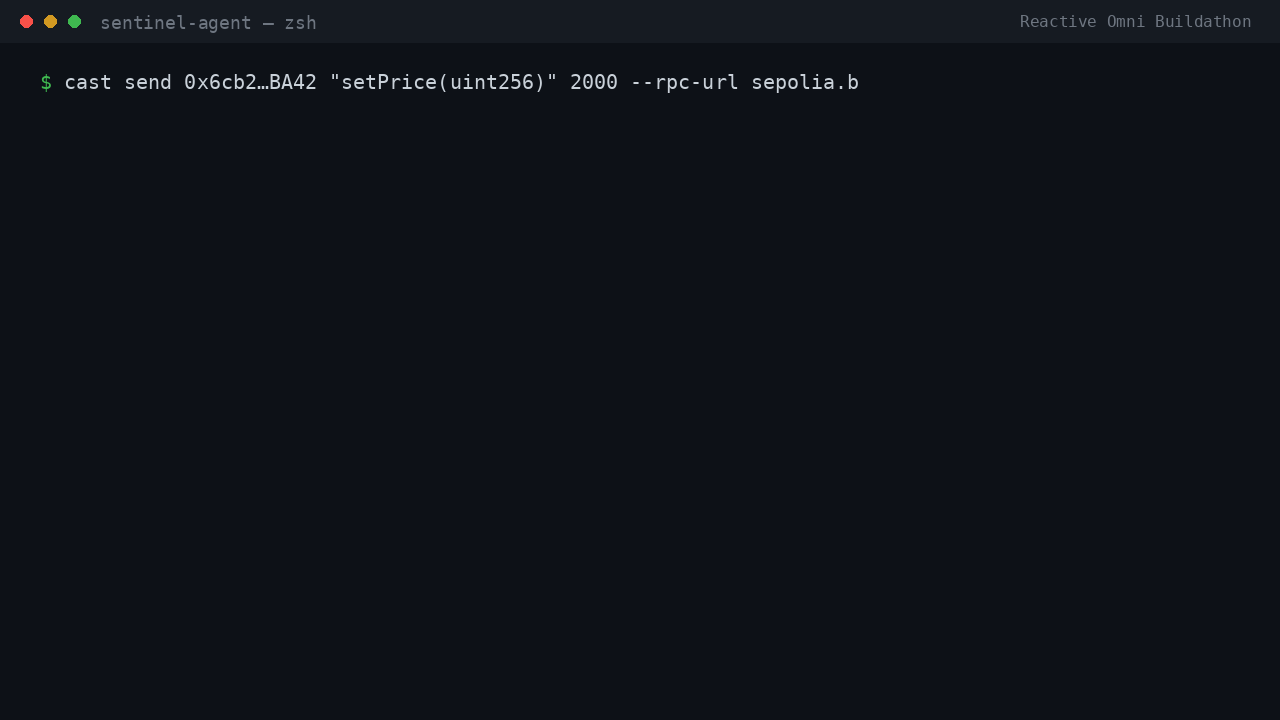 sentinel-agent — zsh
Reactive Omni Buildathon
$ cast send 0x6cb2…BA42 "setPrice(uint256)" 2000 --rpc-url sepolia.b